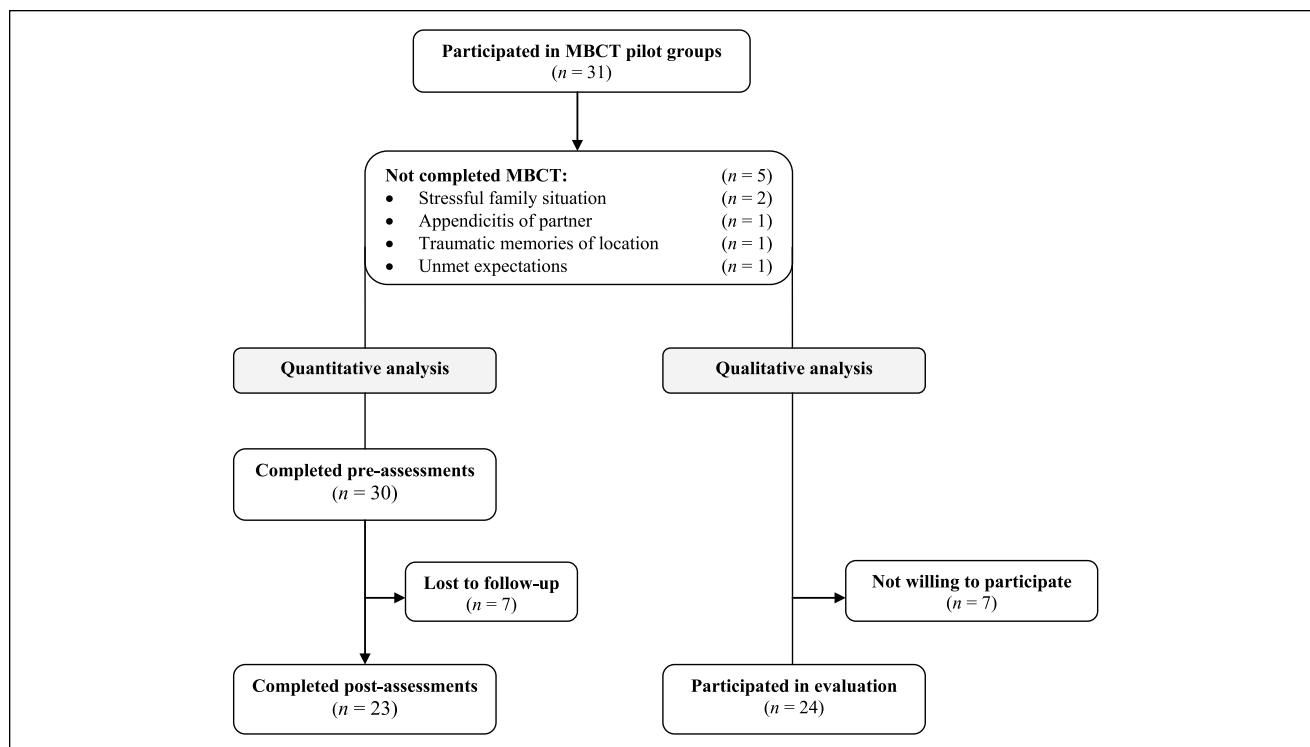 Participated in MBCT pilot groups
(n = 31)
Not completed MBCT: (n = 5)
• Stressful family situation (n = 2)
• Appendicitis of partner (n = 1)
• Traumatic memories of location (n = 1)
• Unmet expectations (n = 1)
Quantitative analysis
Qualitative analysis
Completed pre-assessments
(n = 30)
Lost to follow-up
(n = 7)
Not willing to participate
(n = 7)
Completed post-assessments
(n = 23)
Participated in evaluation
(n = 24)